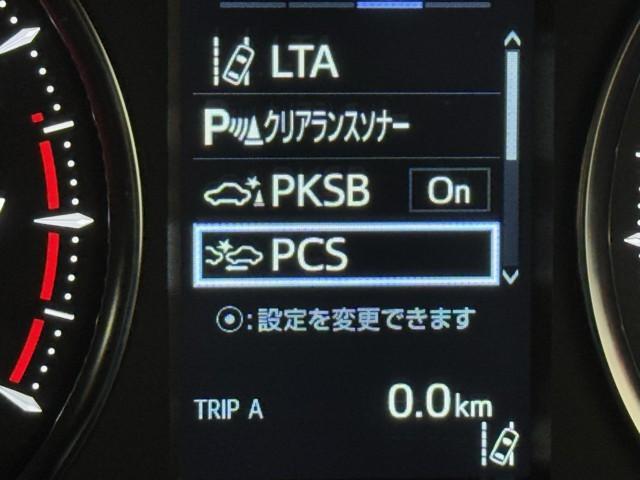 LTA
Pクリアランスソナー
PKSB On
PCS
:設定を変更できます
TRIP A 0.0km